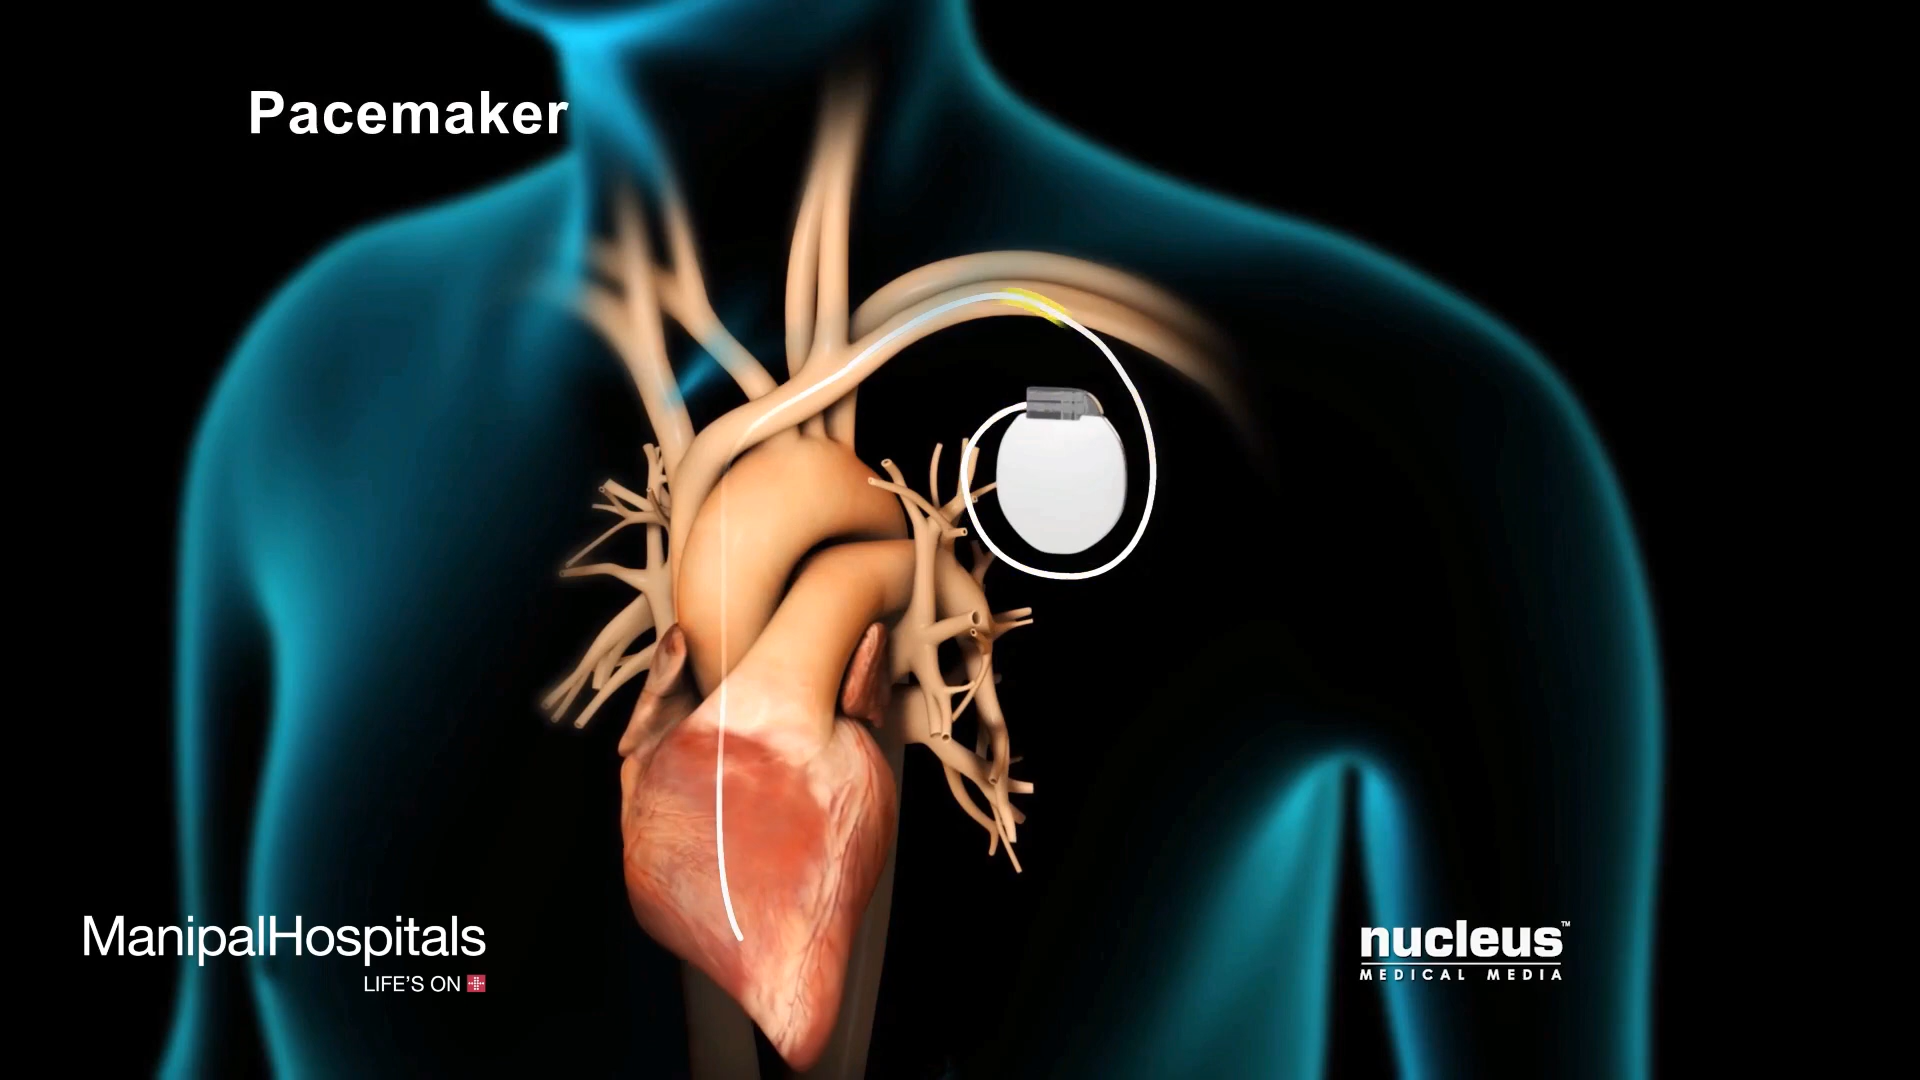 Pacemaker
ManipalHospitals
LIFE'S ON
nucleus™
MEDICAL MEDIA